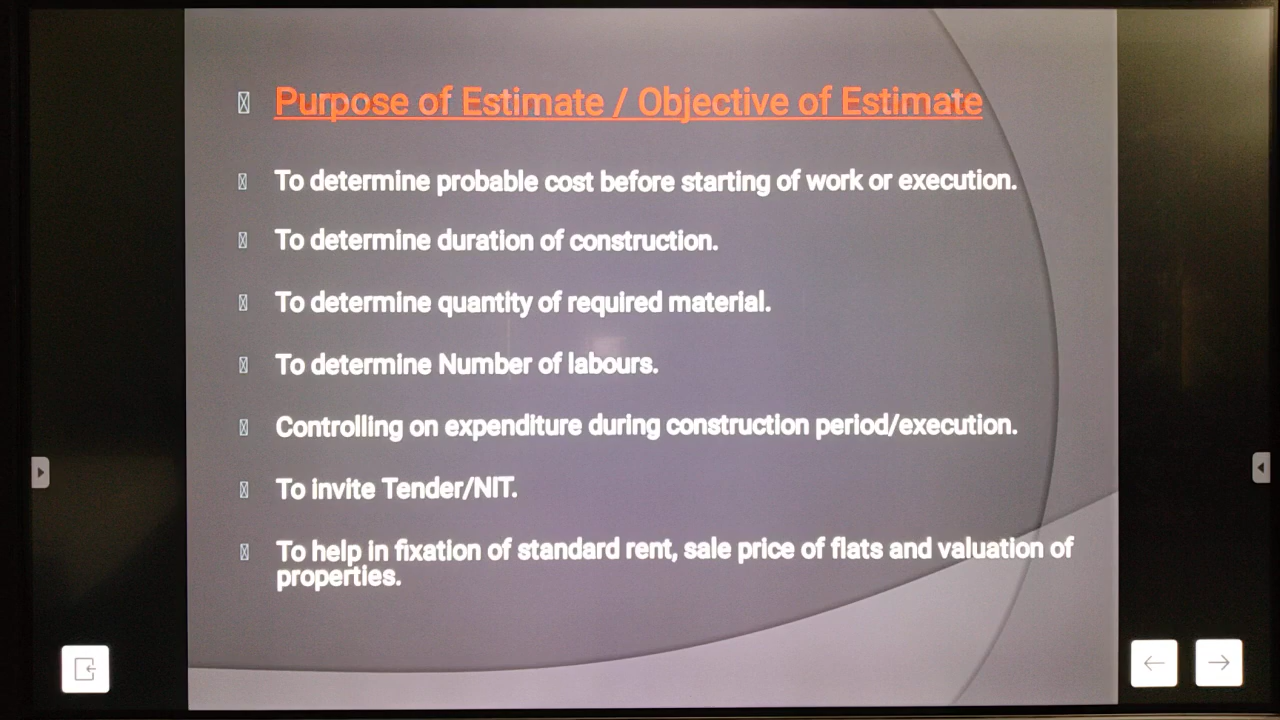 Purpose of Estimate / Objective of Estimate
To determine probable cost before starting of work or execution.
To determine duration of construction.
To determine quantity of required material.
To determine Number of labours.
Controlling on expenditure during construction period/execution.
To invite Tender/NIT.
To help in fixation of standard rent, sale price of flats and valuation of
properties.